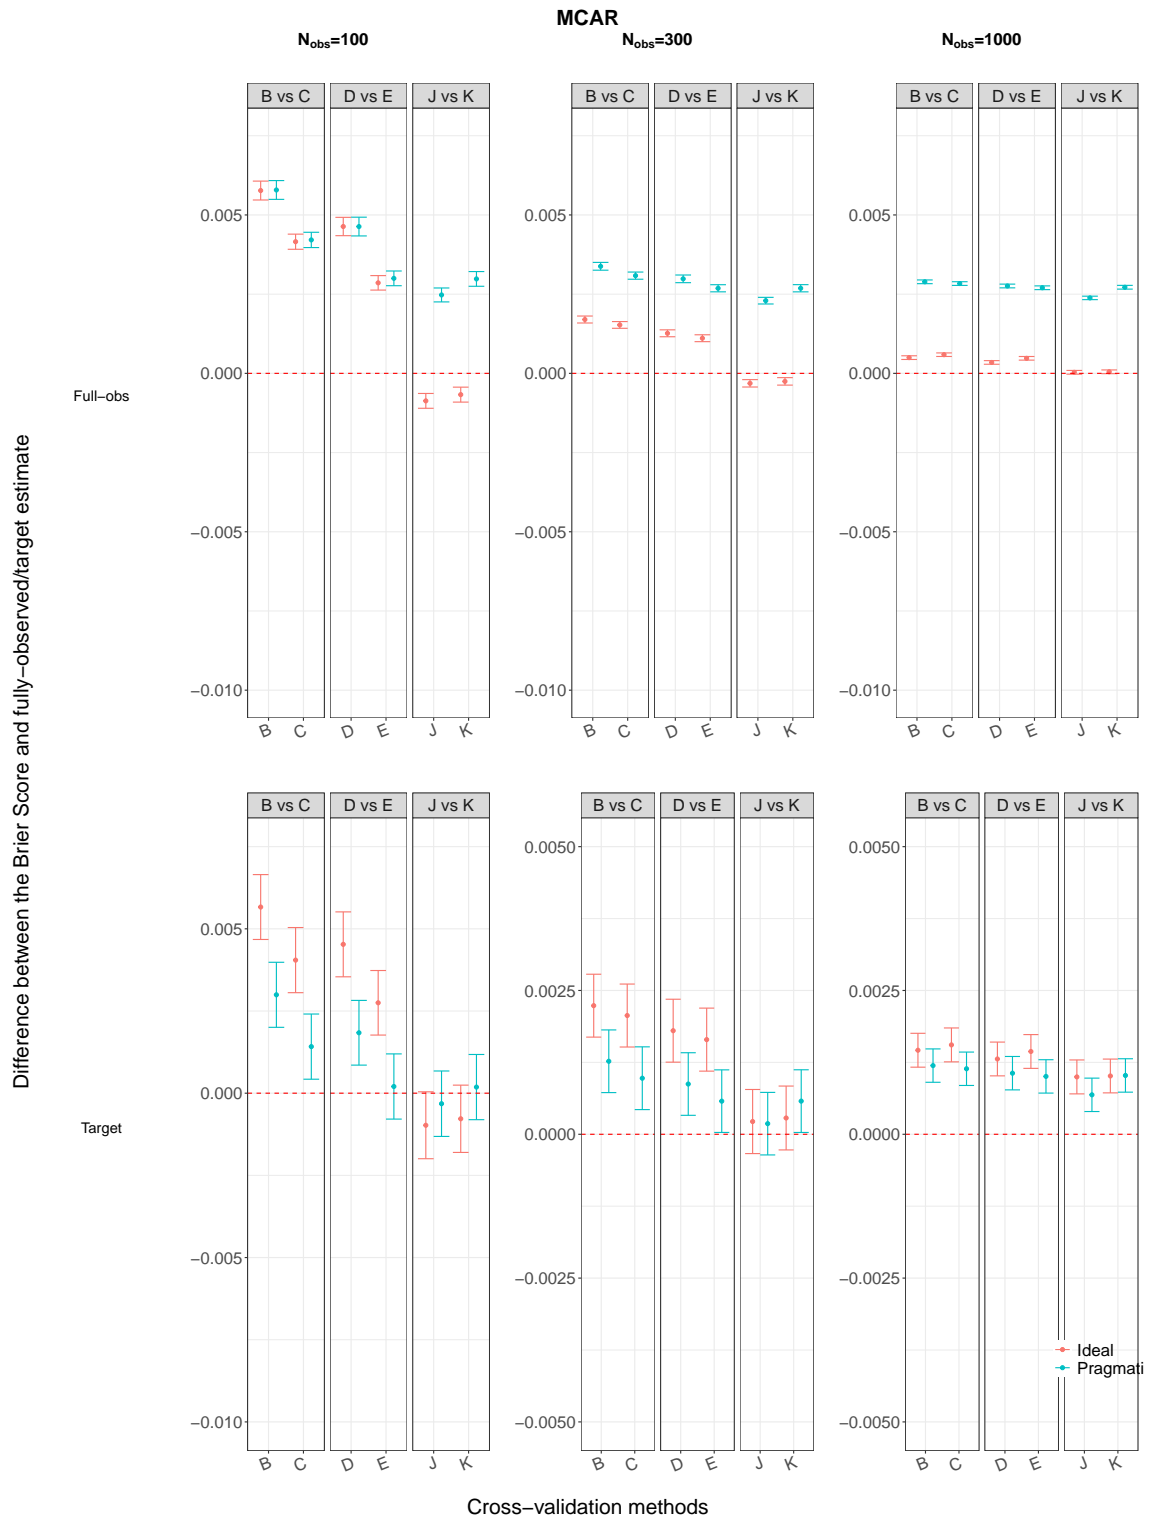 MCAR
Nobs=100 Nobs=300 Nobs=1000
B vs C D vs E J vs K B vs C D vs E J vs K B vs C D vs E J vs K
0.005 0.005 0.005
0.000 0.000 0.000
Full−obs
−0.005 −0.005 −0.005
−0.010 −0.010 −0.010
B C D E J K B C D E J K B C D E J K
Difference between the Brier Score and fully−observed/target estimate
B vs C D vs E J vs K B vs C D vs E J vs K B vs C D vs E J vs K
0.0050 0.0050
0.005
0.0025 0.0025
0.000
Target
0.0000 0.0000
−0.005
−0.0025 −0.0025
Ideal
Pragmati
−0.010 −0.0050 −0.0050
B C D E J K B C D E J K B C D E J K
Cross−validation methods